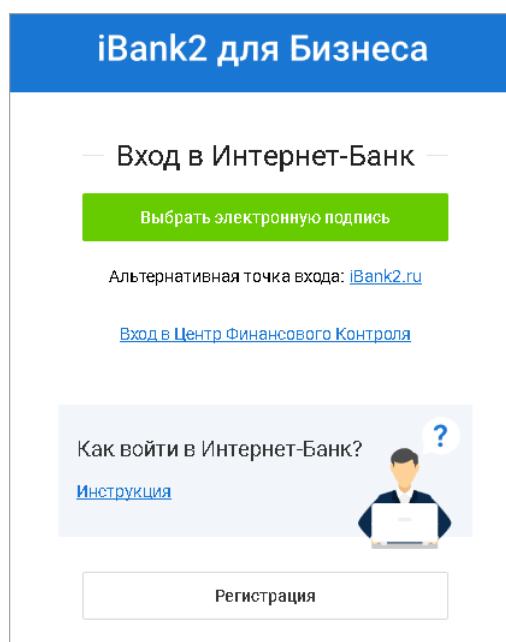 iBank2 для Бизнеса
Вход в Интернет-Банк
Выбрать электронную подпись
Альтернативная точка входа: iBank2.ru
Вход в Центр Финансового Контроля
?
Как войти в Интернет-Банк?
Инструкция
Регистрация